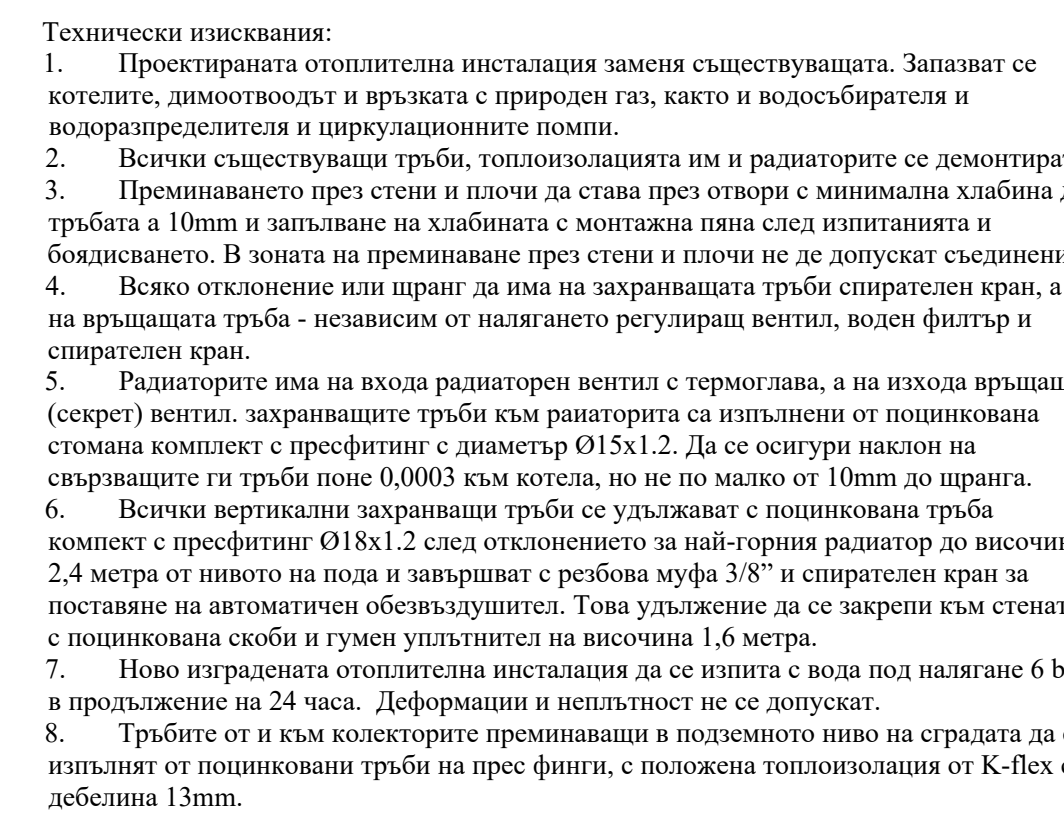 Технически изисквания:
1. Проектираната отоплителна инсталация заменя съществуващата. Запазват се
котелите, димоотвоодът и връзката с природен газ, както и водосъбирателя и
водоразпределителя и циркулационните помпи.
2. Всички съществуващи тръби, топлоизолацията им и радиаторите се демонтират
3. Преминаването през стени и плочи да става през отвори с минимална хлабина
тръбата а 10mm и запълване на хлабината с монтажна пяна след изпитанията и
боядисването. В зоната на преминаване през стени и плочи не де допускат съединени
4. Всяко отклонение или щранг да има на захранващата тръби спирателен кран, а
на връщащата тръба - независим от налягането регулиращ вентил, воден филтър и
спирателен кран.
5. Радиаторите има на входа радиаторен вентил с термоглава, а на изхода връщащ
(секрет) вентил. захранващите тръби към раиаторита са изпълнени от поцинкована
стомана комплект с пресфитинг с диаметър Ø15x1.2. Да се осигури наклон на
свързващите ги тръби поне 0,0003 към котела, но не по малко от 10mm до щранга.
6. Всички вертикални захранващи тръби се удължават с поцинкована тръба
компект с пресфитинг Ø18x1.2 след отклонението за най-горния радиатор до височин
2,4 метра от нивото на пода и завършват с резбова муфа 3/8” и спирателен кран за
поставяне на автоматичен обезвъздушител. Това удължение да се закрепи към стенат
с поцинкована скоби и гумен уплътнител на височина 1,6 метра.
7. Ново изградената отоплителна инсталация да се изпита с вода под налягане 6 b
в продължение на 24 часа. Деформации и неплътност не се допускат.
8. Тръбите от и към колекторите преминаващи в подземното ниво на сградата да
изпълнят от поцинковани тръби на прес финги, с положена топлоизолация от K-flex
дебелина 13mm.